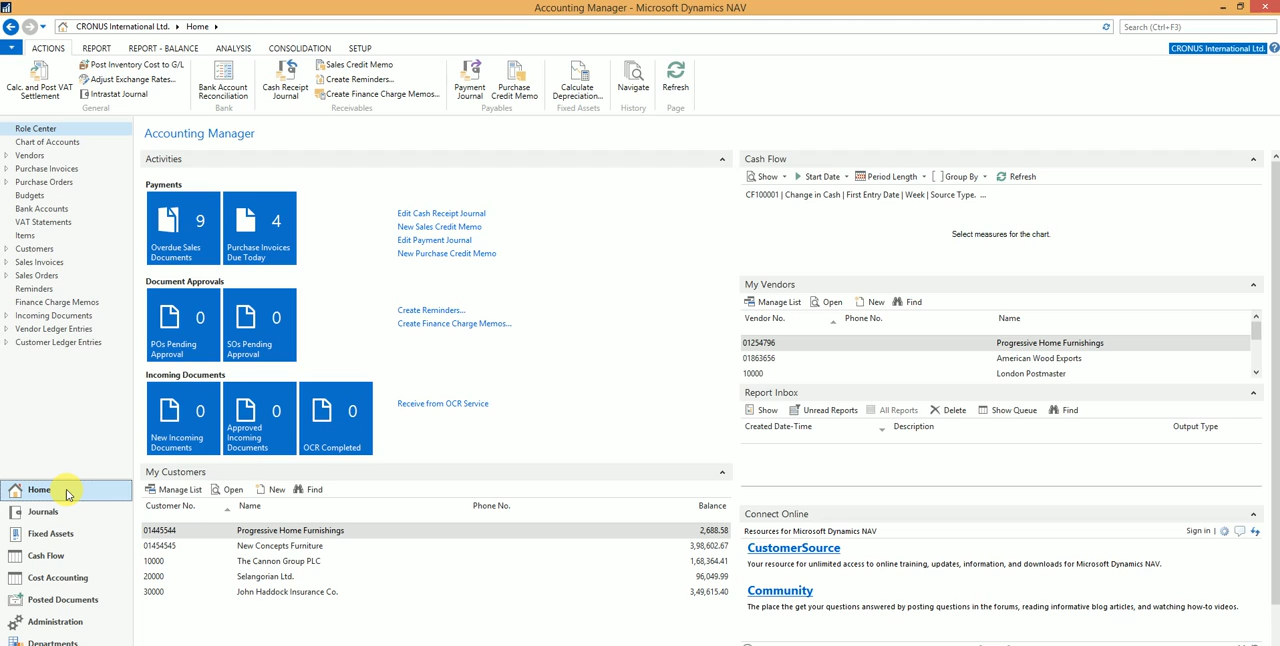 Accounting Manager - Microsoft Dynamics NAV
CRONUS International Ltd. Home
Search (Ctrl+F3)
ACTIONS REPORT REPORT - BALANCE ANALYSIS CONSOLIDATION SETUP
CRONUS International Ltd.
Calc. and Post VAT Settlement
Post Inventory Cost to G/L
Adjust Exchange Rates...
Intrastat Journal
General
Bank Account Reconciliation
Bank
Cash Receipt Journal
Sales Credit Memo
Create Reminders...
Create Finance Charge Memos...
Receivables
Payment Journal
Purchase Credit Memo
Payables
Calculate Depreciation...
Fixed Assets
Navigate
History
Refresh
Page
Role Center
Chart of Accounts
Vendors
Purchase Invoices
Purchase Orders
Budgets
Bank Accounts
VAT Statements
Items
Customers
Sales Invoices
Sales Orders
Reminders
Finance Charge Memos
Incoming Documents
Vendor Ledger Entries
Customer Ledger Entries
Home
Journals
Fixed Assets
Cash Flow
Cost Accounting
Posted Documents
Administration
Departments
Accounting Manager
Activities
Payments
9
Overdue Sales
Documents
4
Purchase Invoices
Due Today
Edit Cash Receipt Journal
New Sales Credit Memo
Edit Payment Journal
New Purchase Credit Memo
Document Approvals
0
POs Pending
Approval
0
SOs Pending
Approval
Create Reminders...
Create Finance Charge Memos...
Incoming Documents
0
New Incoming
Documents
0
Approved
Incoming
Documents
0
OCR Completed
Receive from OCR Service
My Customers
Manage List Open New Find
Customer No. Name Phone No. Balance
01445544 Progressive Home Furnishings 2,688.58
01454545 New Concepts Furniture 3,98,602.67
10000 The Cannon Group PLC 1,68,364.41
20000 Selangorian Ltd. 96,049.99
30000 John Haddock Insurance Co. 3,49,615.40
Cash Flow
Show Start Date Period Length Group By Refresh
CF100001 | Change in Cash | First Entry Date | Week | Source Type. ...
Select measures for the chart.
My Vendors
Manage List Open New Find
Vendor No. Phone No. Name
01254796 Progressive Home Furnishings
01863656 American Wood Exports
10000 London Postmaster
Report Inbox
Show Unread Reports All Reports Delete Show Queue Find
Created Date-Time Description Output Type
Connect Online
Resources for Microsoft Dynamics NAV Sign in |
CustomerSource
Your resource for unlimited access to online training, updates, information, and downloads for Microsoft Dynamics NAV.
Community
The place the get your questions answered by posting questions in the forums, reading informative blog articles, and watching how-to videos.